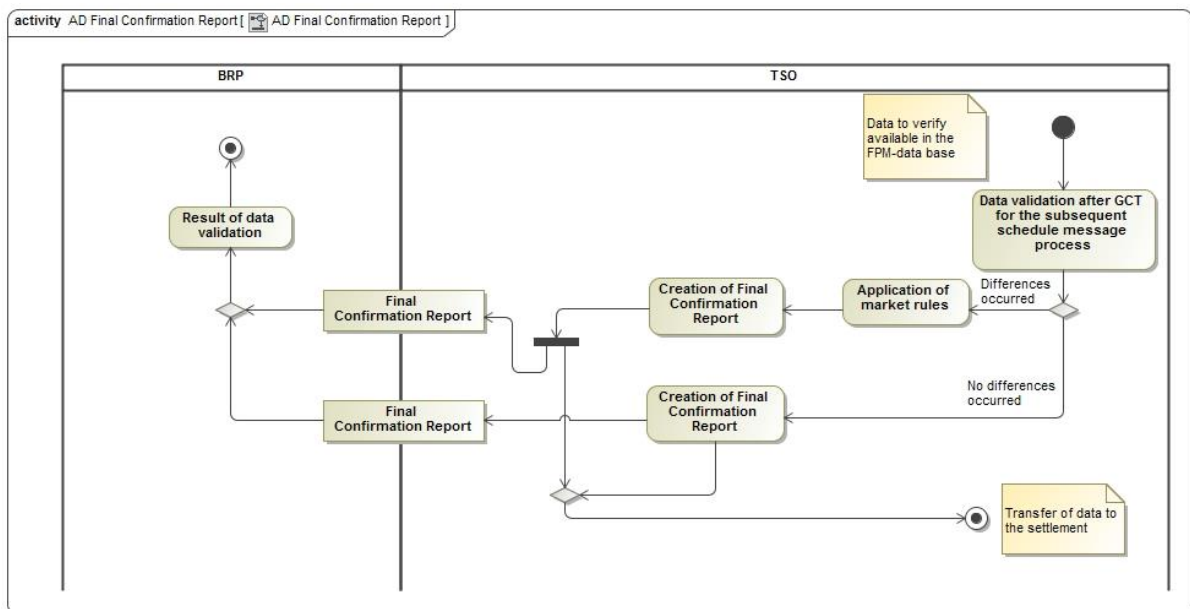 activity AD Final Confirmation Report [ AD Final Confirmation Report ]
BRP
TSO
Data to verify
available in the
FPM-data base
Data validation after GCT
for the subsequent
schedule message
process
Result of data
validation
Differences
occurred
Application of
market rules
Creation of Final
Confirmation
Report
Final
Confirmation Report
No differences
occurred
Creation of Final
Confirmation
Report
Final
Confirmation Report
Transfer of data to
the settlement